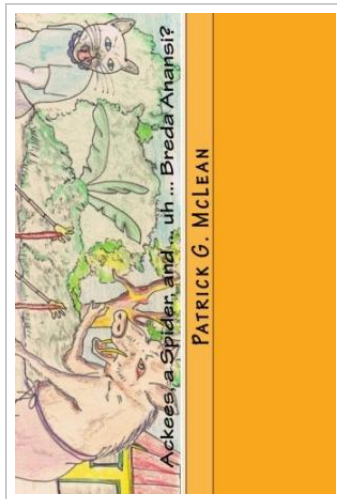 Ackees, a Spider, and ... uh ... Breda Anansi?
PATRICK G. MCLEAN